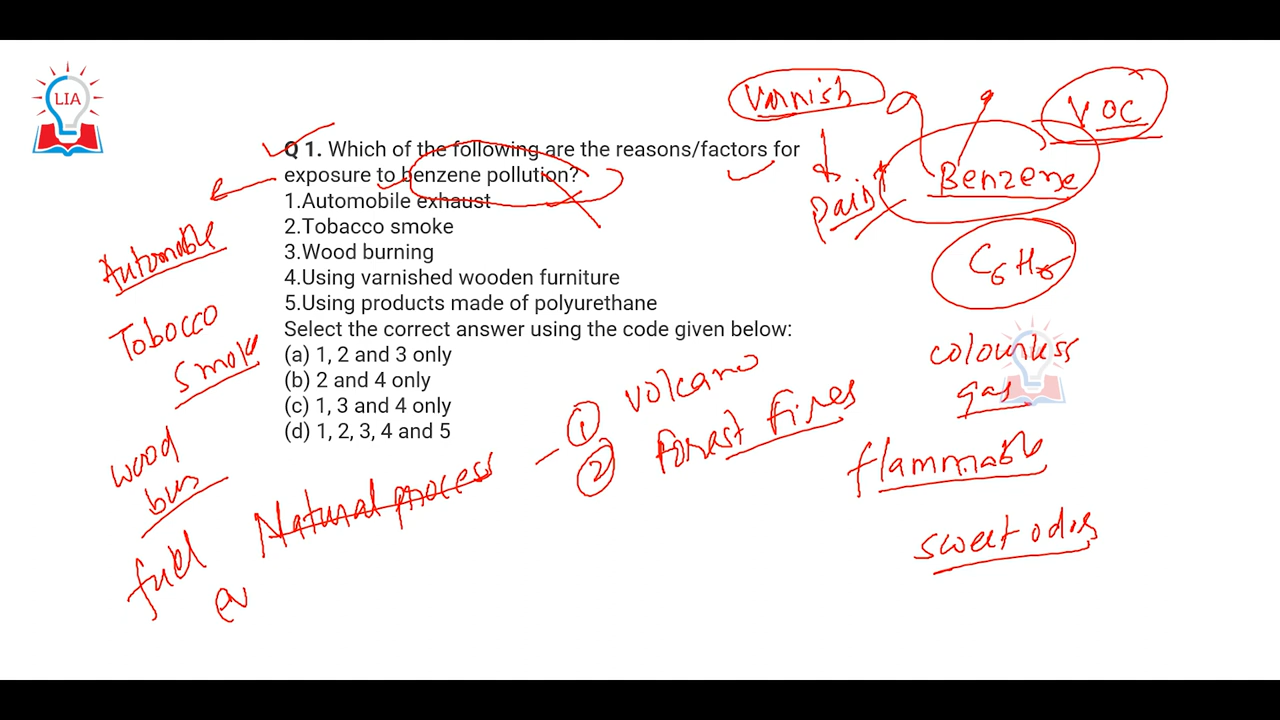 LIA
Q 1. Which of the following are the reasons/factors for
exposure to benzene pollution?
1.Automobile exhaust
2.Tobacco smoke
3.Wood burning
4.Using varnished wooden furniture
5.Using products made of polyurethane
Select the correct answer using the code given below:
(a) 1, 2 and 3 only
(b) 2 and 4 only
(c) 1, 3 and 4 only
(d) 1, 2, 3, 4 and 5
Varnish
Paint
VOC
Benzene
C6H6
colourless
gas
flammable
sweet odor
Automobile
Tobacco
Smoke
wood
fuel
ev
Natural process
1 volcano
2 Forest fires